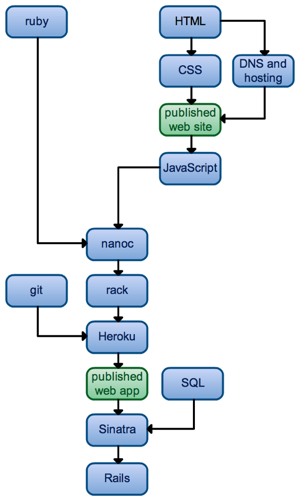 ruby
HTML
CSS
DNS and
hosting
published
web site
JavaScript
nanoc
git
rack
Heroku
published
web app
SQL
Sinatra
Rails